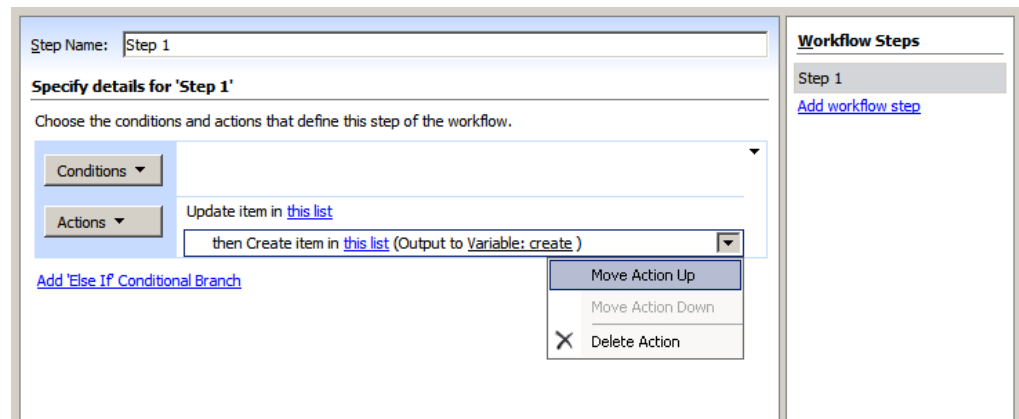 Step Name: Step 1
Specify details for 'Step 1'
Choose the conditions and actions that define this step of the workflow.
Conditions
Actions
Update item in this list
then Create item in this list (Output to Variable: create )
Add 'Else If' Conditional Branch
Move Action Up
Move Action Down
Delete Action
Workflow Steps
Step 1
Add workflow step